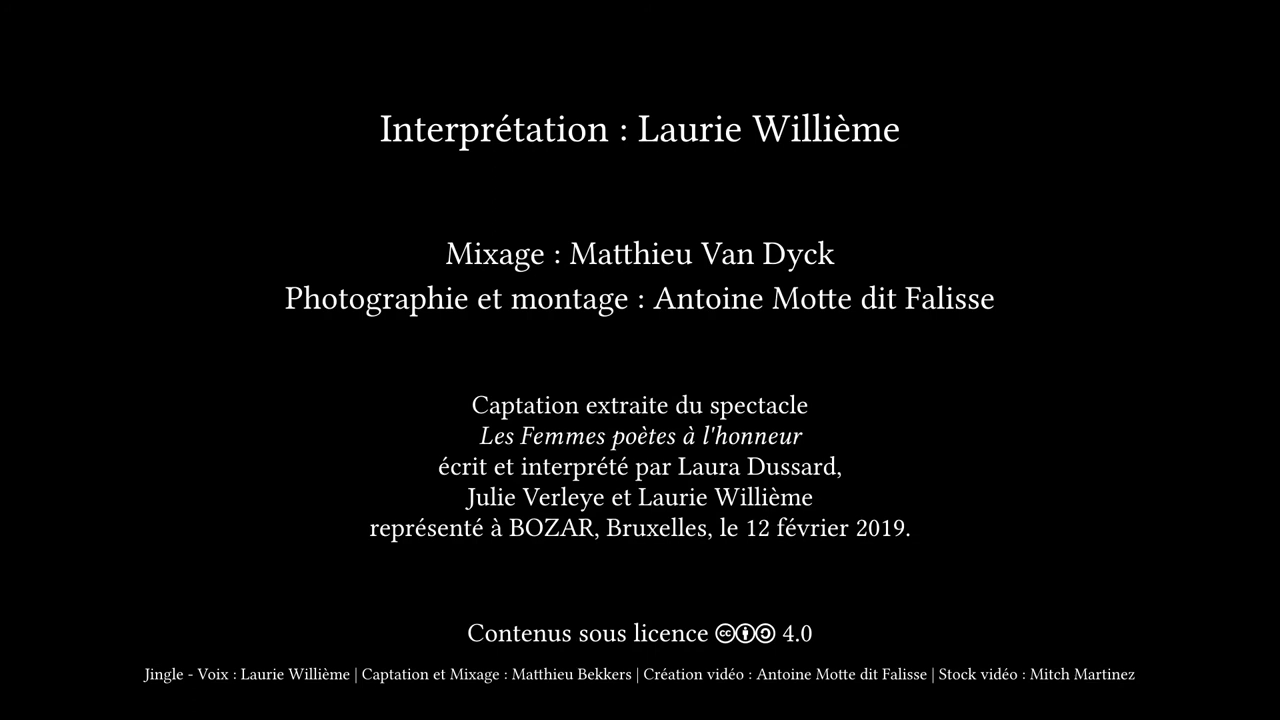 Interprétation : Laurie Willième
Mixage : Matthieu Van Dyck
Photographie et montage : Antoine Motte dit Falisse
Captation extraite du spectacle
Les Femmes poètes à l'honneur
écrit et interprété par Laura Dussard,
Julie Verleye et Laurie Willième
représenté à BOZAR, Bruxelles, le 12 février 2019.
Contenus sous licence 🅭🅯🄎 4.0
Jingle - Voix : Laurie Willième | Captation et Mixage : Matthieu Bekkers | Création vidéo : Antoine Motte dit Falisse | Stock vidéo : Mitch Martinez